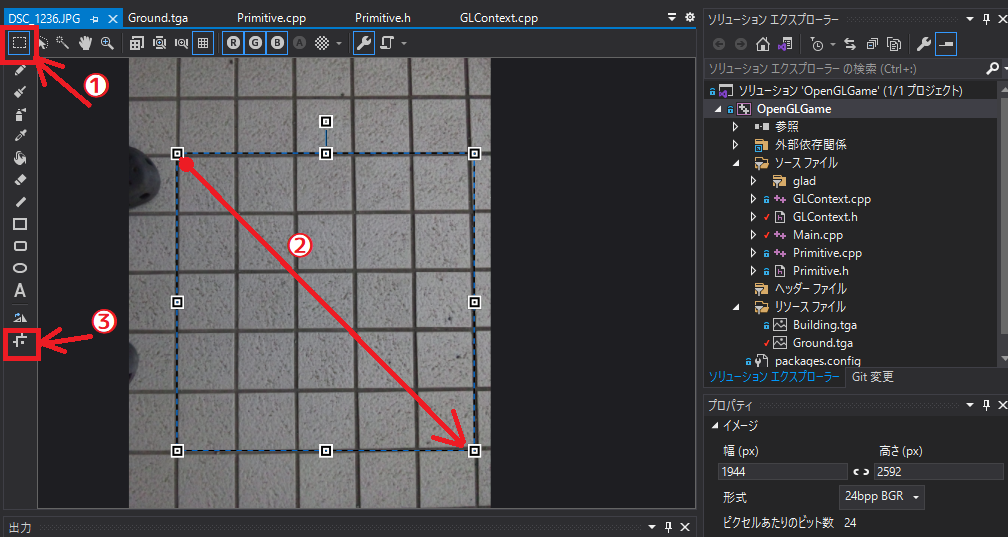 DSC_1236.JPG
Ground.tga
Primitive.cpp
Primitive.h
GLContext.cpp
①
R
G
B
A
②
A
③
出力
ソリューション エクスプローラー
ソリューション エクスプローラー の検索 (Ctrl+:)
ソリューション 'OpenGLGame' (1/1 プロジェクト)
OpenGLGame
参照
外部依存関係
ソース ファイル
glad
GLContext.cpp
GLContext.h
Main.cpp
Primitive.cpp
Primitive.h
ヘッダー ファイル
リソース ファイル
Building.tga
Ground.tga
packages.config
ソリューション エクスプローラー
Git 変更
プロパティ
イメージ
幅 (px)
高さ (px)
1944
2592
形式
24bpp BGR
ピクセルあたりのビット数
24